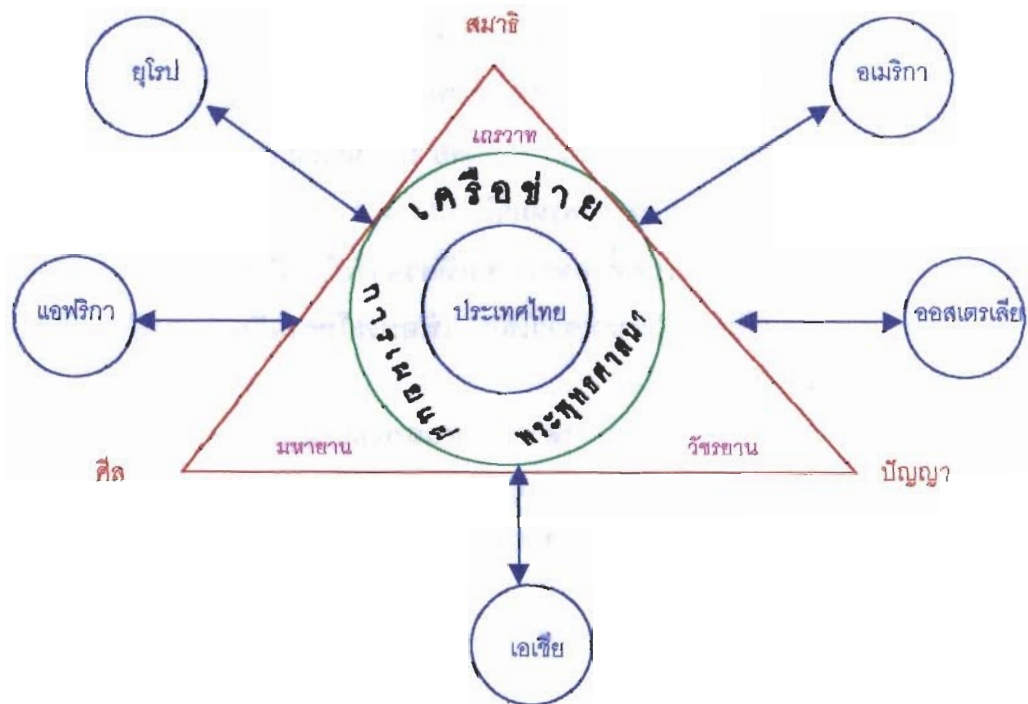 สมาธิ
ยุโรป
อเมริกา
เถรวาท
เครือข่าย
แอฟริกา
การเผยแผ่
ประเทศไทย
พระพุทธศาสนา
ออสเตรเลีย
มหายาน
วัชรยาน
ศีล
ปัญญา
เอเชีย